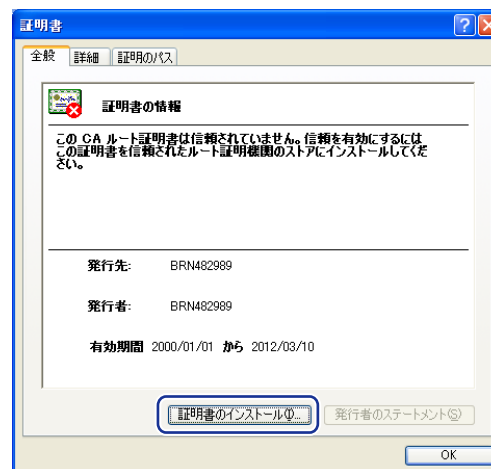 証明書
全般 詳細 証明のパス
証明書の情報
この CA ルート証明書は信頼されていません。信頼を有効にするには
この証明書を信頼されたルート証明機関のストアにインストールしてくだ
さい。
発行先: BRN482989
発行者: BRN482989
有効期間 2000/01/01 から 2012/03/10
証明書のインストール(I)... 発行者のステートメント(S)
OK